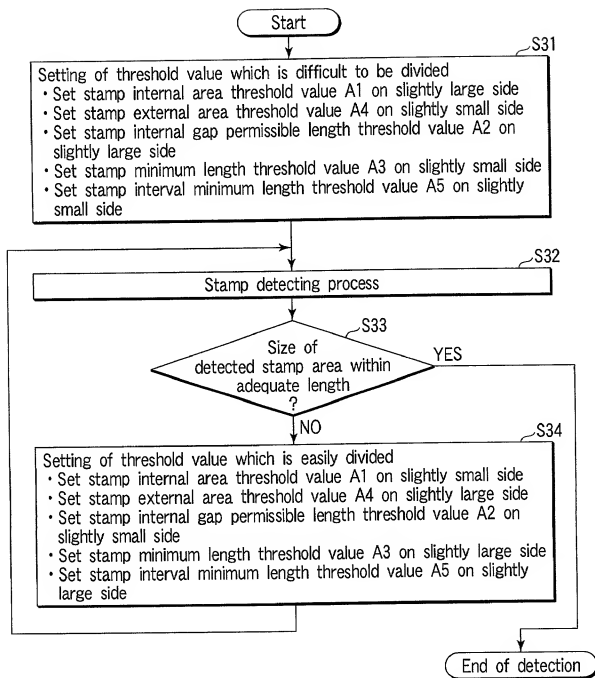 Start
S31
Setting of threshold value which is difficult to be divided
・Set stamp internal area threshold value A1 on slightly large side
・Set stamp external area threshold value A4 on slightly small side
・Set stamp internal gap permissible length threshold value A2 on
slightly large side
・Set stamp minimum length threshold value A3 on slightly small side
・Set stamp interval minimum length threshold value A5 on slightly
small side
S32
Stamp detecting process
S33
Size of
detected stamp area within
adequate length
?
YES
NO
S34
Setting of threshold value which is easily divided
・Set stamp internal area threshold value A1 on slightly small side
・Set stamp external area threshold value A4 on slightly large side
・Set stamp internal gap permissible length threshold value A2 on
slightly small side
・Set stamp minimum length threshold value A3 on slightly large side
・Set stamp interval minimum length threshold value A5 on slightly
large side
End of detection